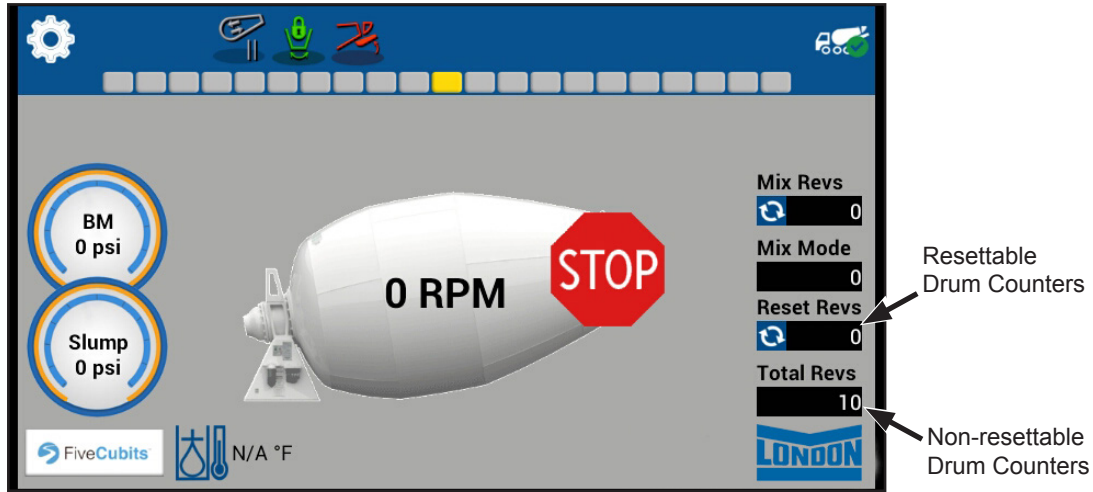 BM
0 psi
Slump
0 psi
0 RPM
STOP
Mix Revs
0
Mix Mode
0
Reset Revs
0
Total Revs
10
Resettable
Drum Counters
Non-resettable
Drum Counters
FiveCubits
N/A °F
LONDON